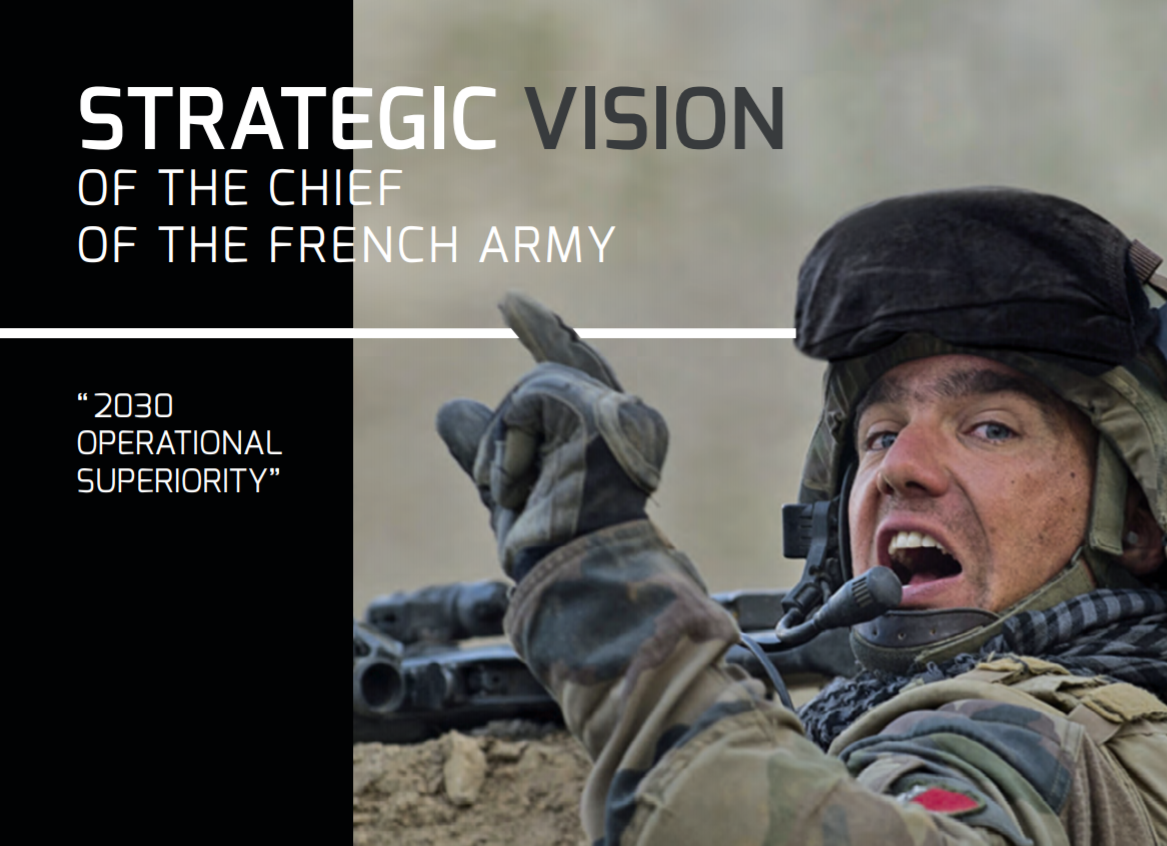 STRATEGIC VISION
OF THE CHIEF
OF THE FRENCH ARMY
“2030
OPERATIONAL
SUPERIORITY”